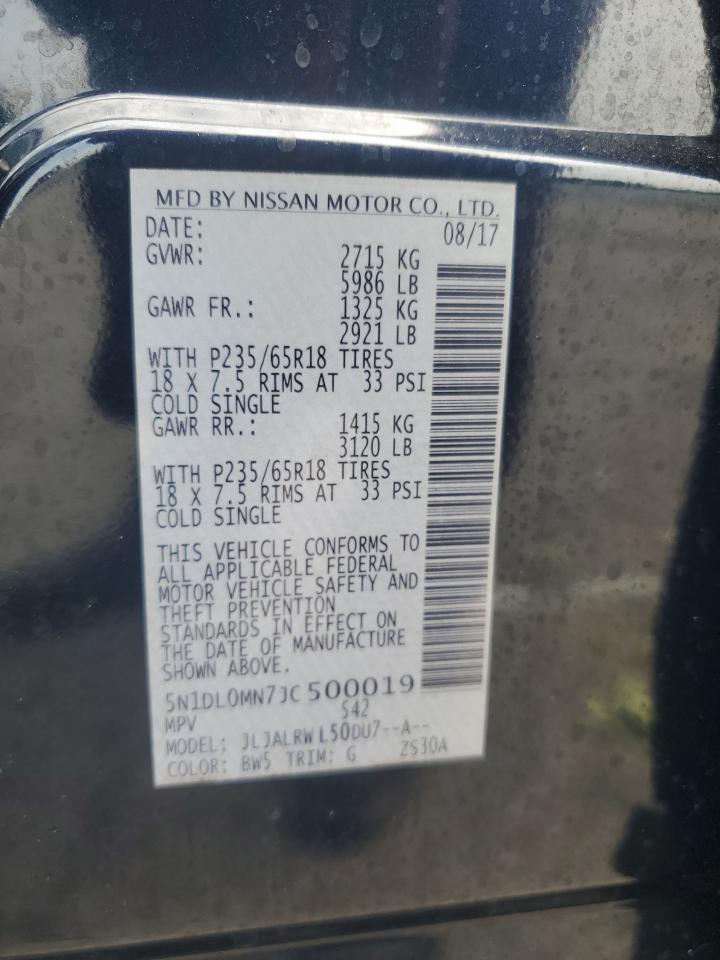 MFD BY NISSAN MOTOR CO., LTD.
DATE: 08/17
GVWR: 2715 KG
5986 LB
GAWR FR.: 1325 KG
2921 LB
WITH P235/65R18 TIRES
18 X 7.5 RIMS AT 33 PSI
COLD SINGLE
GAWR RR.: 1415 KG
3120 LB
WITH P235/65R18 TIRES
18 X 7.5 RIMS AT 33 PSI
COLD SINGLE
THIS VEHICLE CONFORMS TO
ALL APPLICABLE FEDERAL
MOTOR VEHICLE SAFETY AND
THEFT PREVENTION
STANDARDS IN EFFECT ON
THE DATE OF MANUFACTURE
SHOWN ABOVE.
5N1DL0MN7JC500019
MPV 542
MODEL: JLJALRWL50DU7--A--
COLOR: BW5 TRIM: G ZS30A